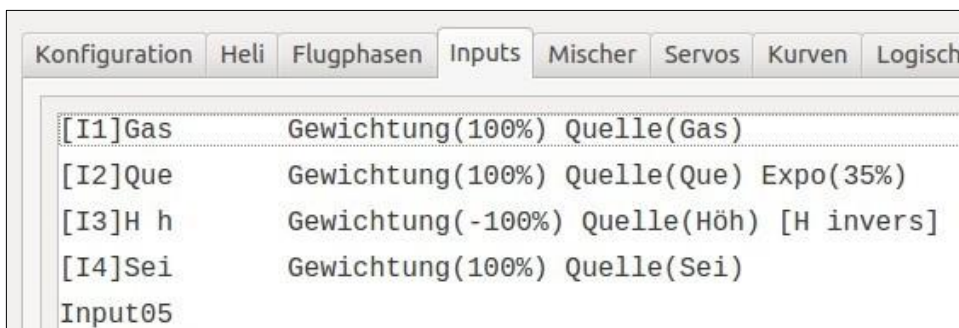 Konfiguration Heli Flugphasen Inputs Mischer Servos Kurven Logisch
[I1]Gas Gewichtung(100%) Quelle(Gas)
[I2]Que Gewichtung(100%) Quelle(Que) Expo(35%)
[I3]H h Gewichtung(-100%) Quelle(Höh) [H invers]
[I4]Sei Gewichtung(100%) Quelle(Sei)
Input05